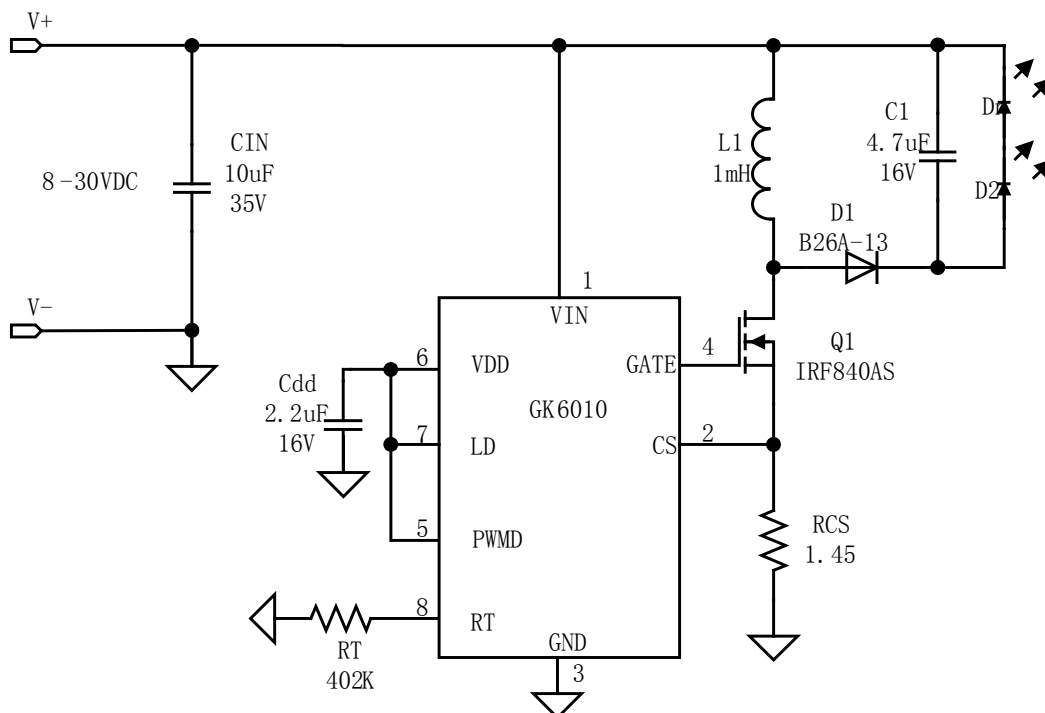 V+
CIN
10uF
35V
8-30VDC
V-
L1
1mH
C1
4.7uF
16V
D2
D1
B26A-13
1
VIN
6
VDD
GATE
4
Q1
IRF840AS
Cdd
2.2uF
16V
GK6010
7
LD
CS
2
5
PWMD
RCS
1.45
8
RT
RT
402K
GND
3